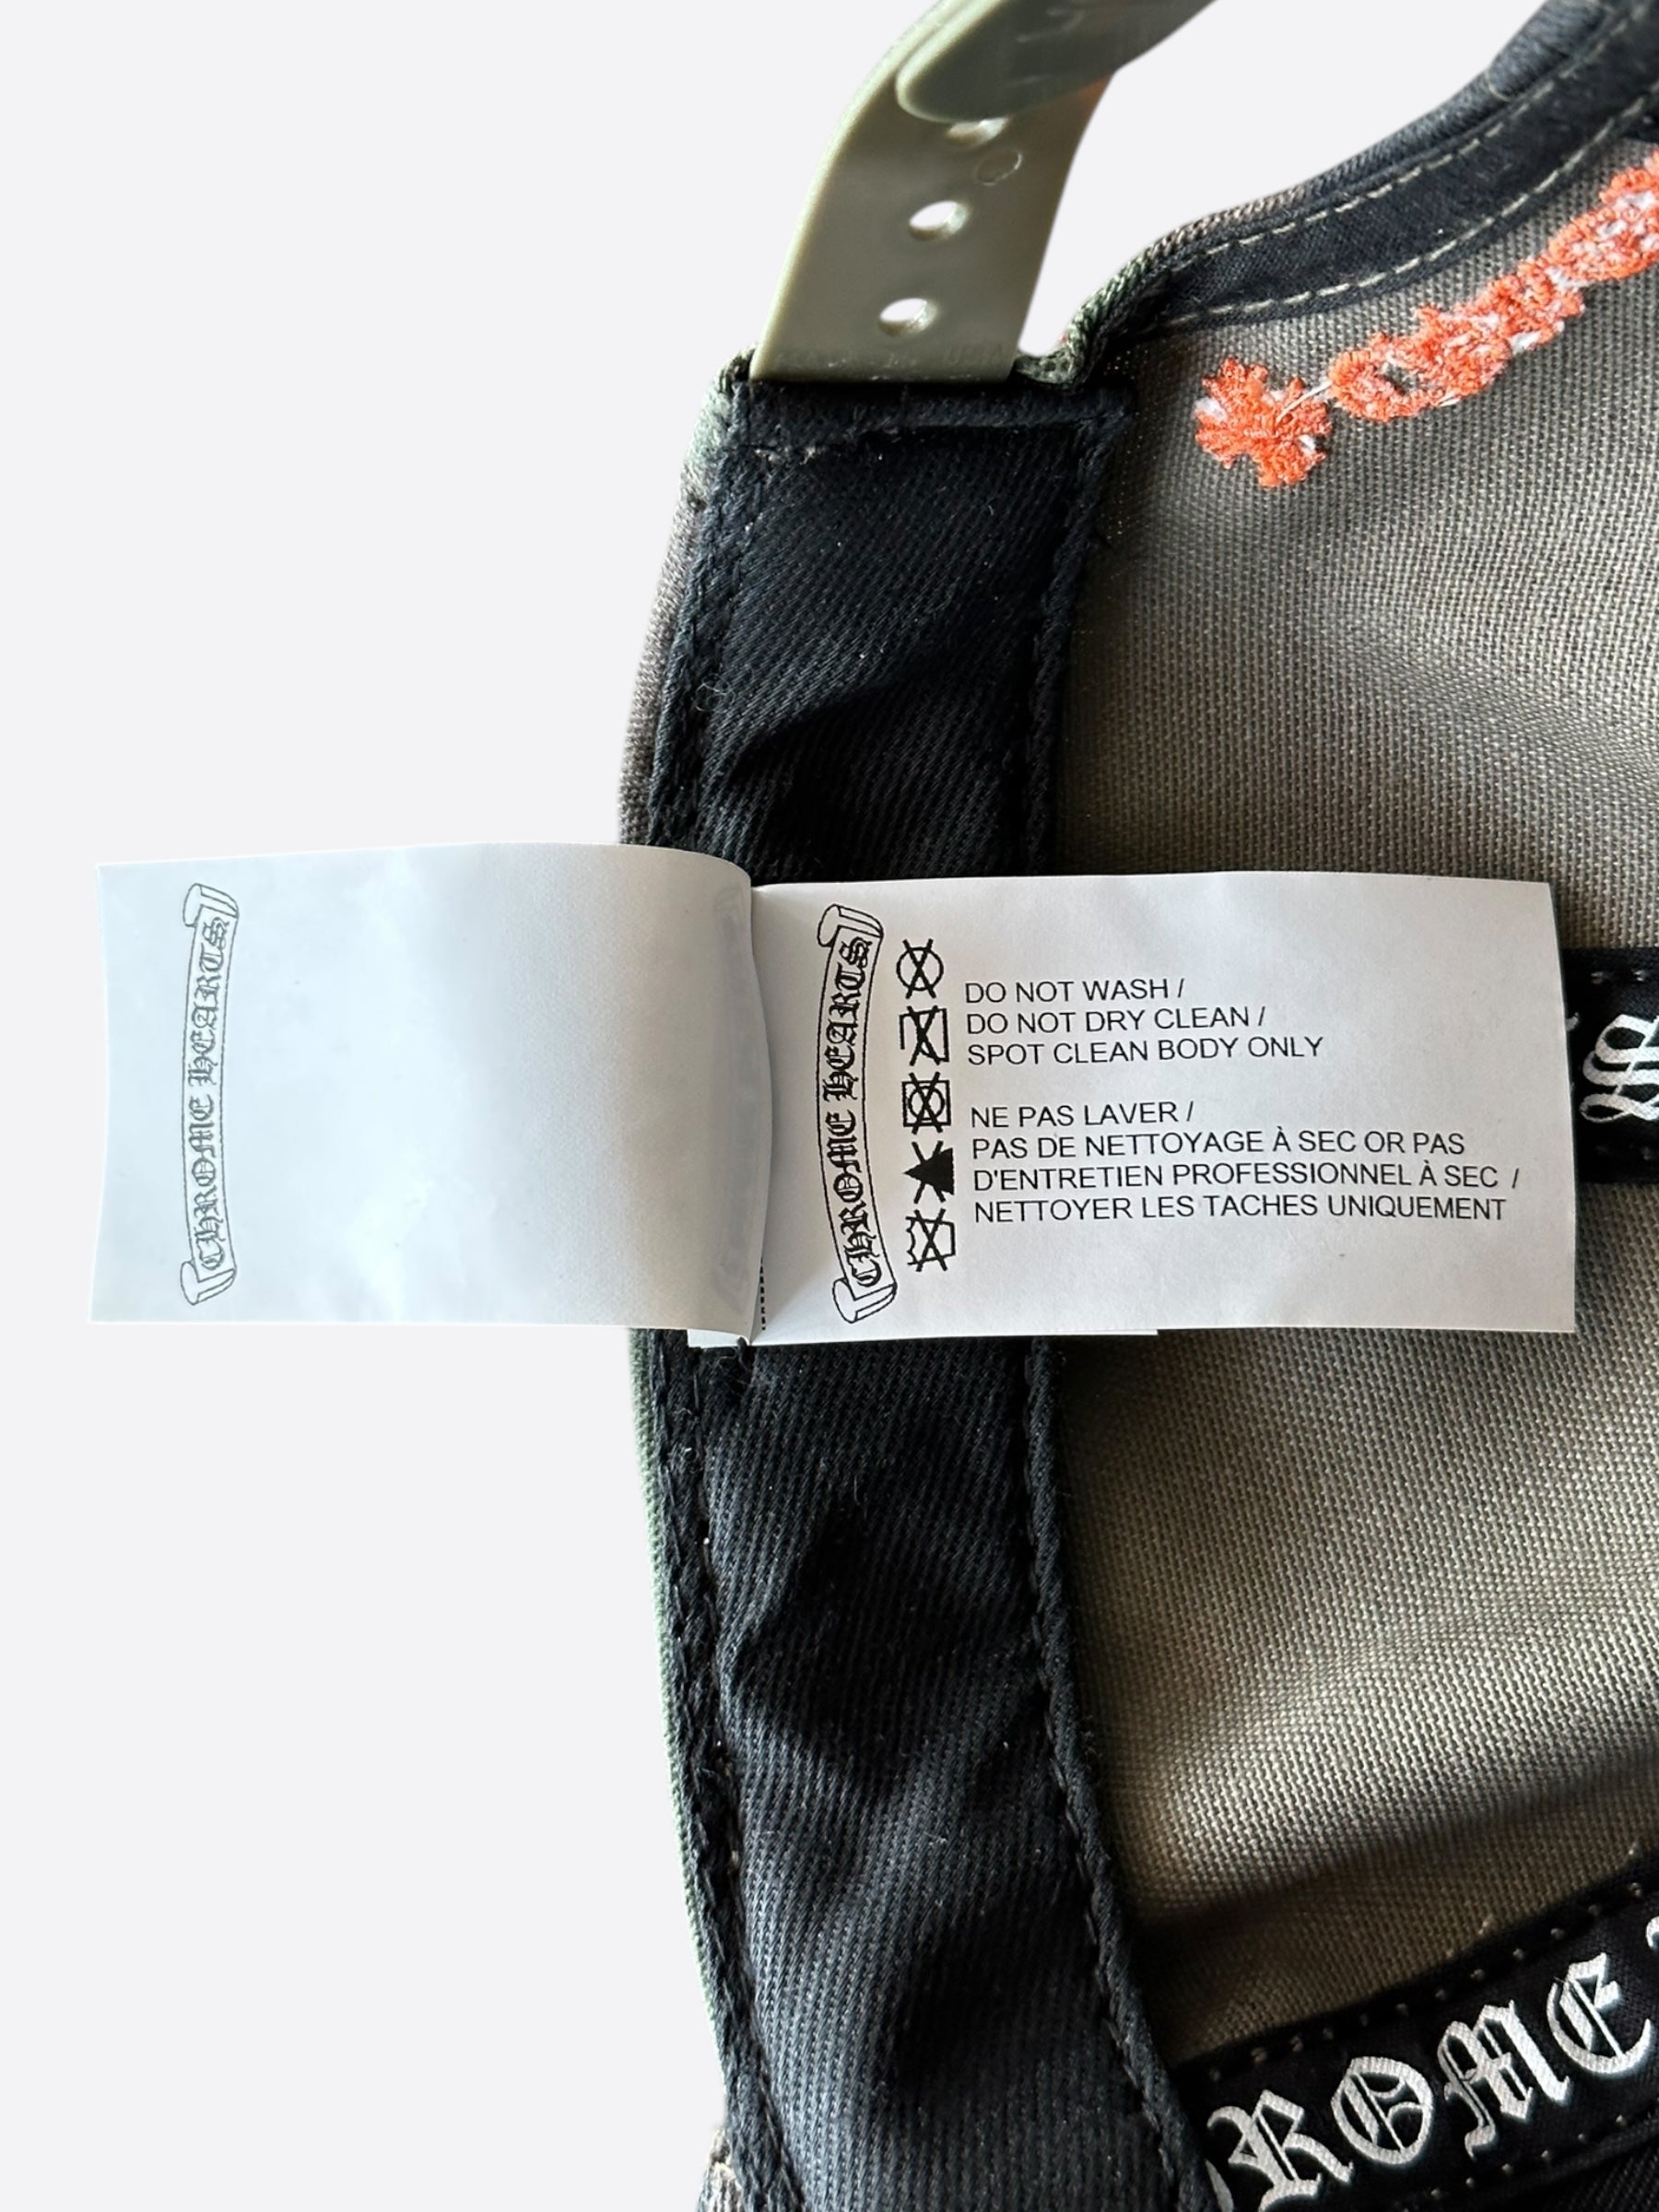 CHROME HEARTS
CHROME HEARTS
DO NOT WASH /
DO NOT DRY CLEAN /
SPOT CLEAN BODY ONLY
NE PAS LAVER /
PAS DE NETTOYAGE À SEC OR PAS
D'ENTRETIEN PROFESSIONNEL À SEC /
NETTOYER LES TACHES UNIQUEMENT
S
ROME